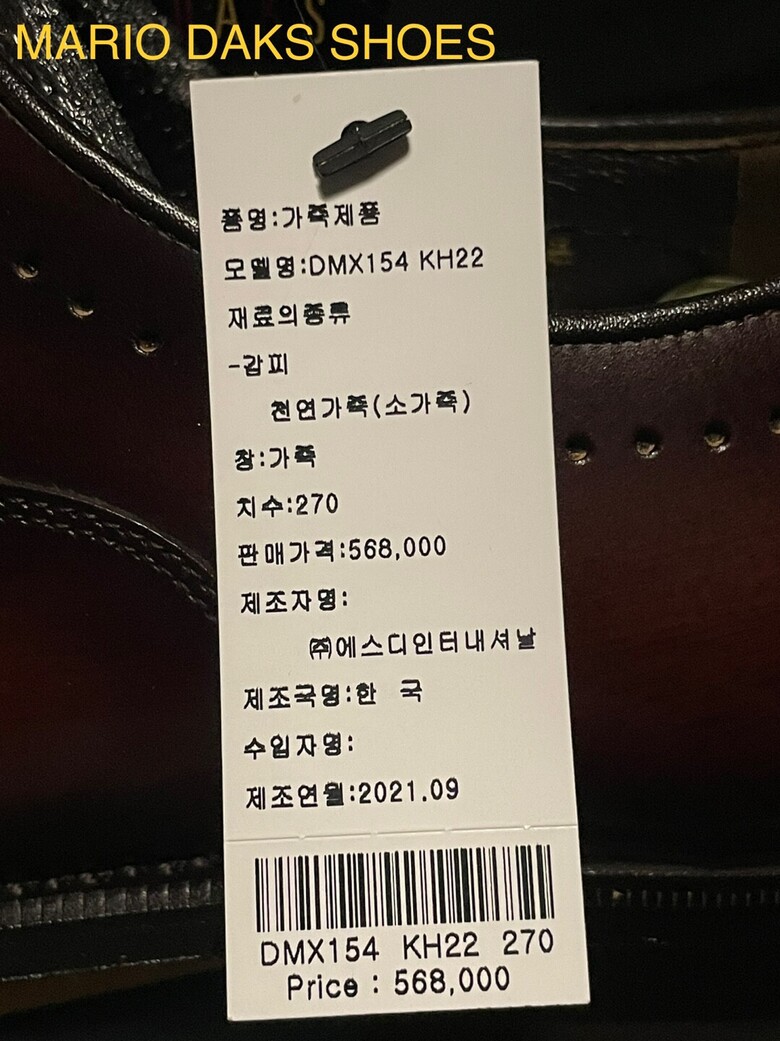 MARIO DAKS SHOES
품명:가죽제품
모델명:DMX154 KH22
재료의종류
-갑피
천연가죽(소가죽)
창:가죽
치수:270
판매가격:568,000
제조자명:
㈜에스디인터내셔날
제조국명:한 국
수입자명:
제조연월:2021.09
DMX154 KH22 270
Price : 568,000